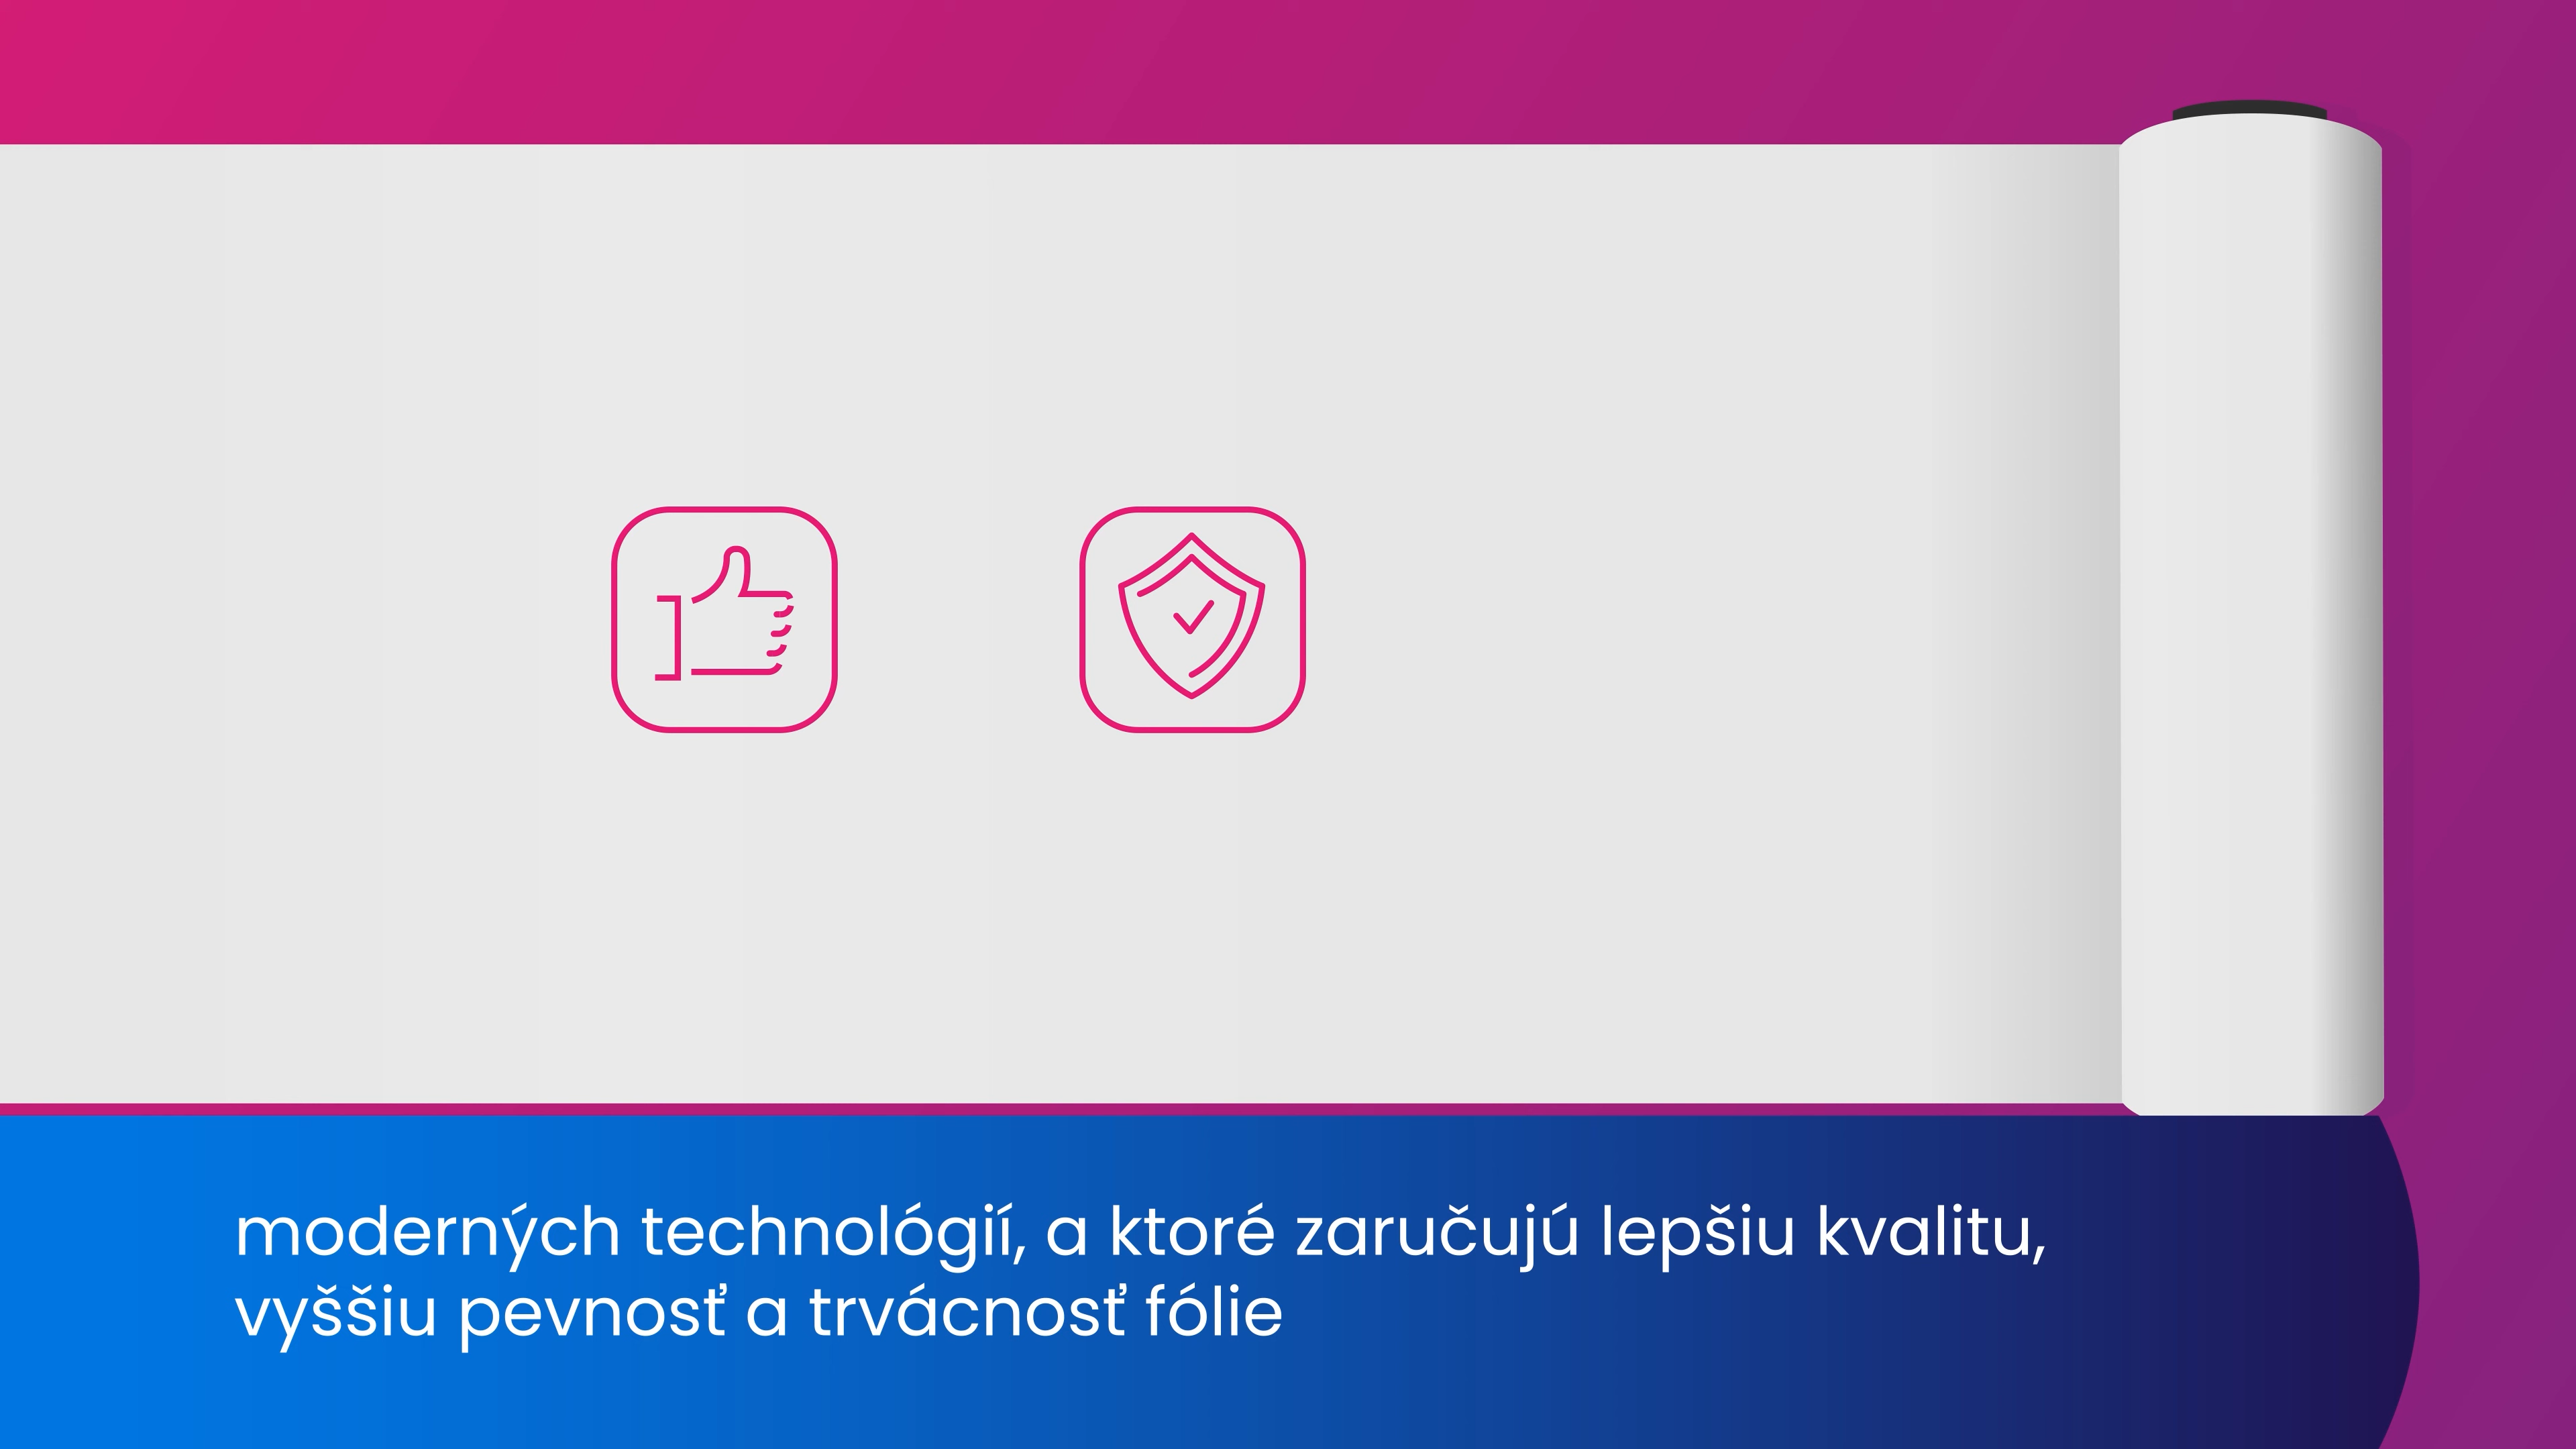 moderných technológií, a ktoré zaručujú lepšiu kvalitu,
vyššiu pevnosť a trvácnosť fólie